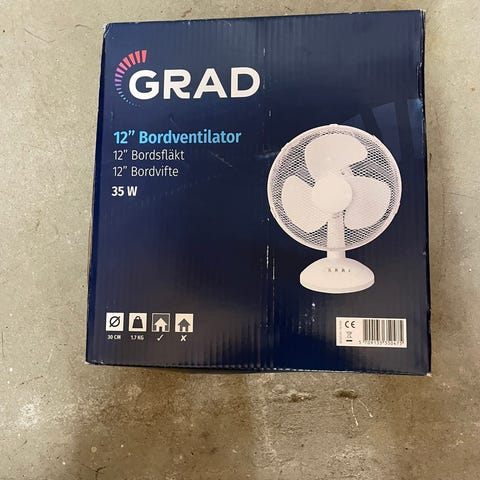 GRAD
12” Bordventilator
12” Bordsfläkt
12” Bordvifte
35 W
30 CM
1.7 KG
CE